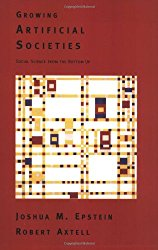 GROWING
ARTIFICIAL
SOCIETIES
SOCIAL SCIENCE FROM THE BOTTOM UP
JOSHUA M. EPSTEIN
ROBERT AXTELL